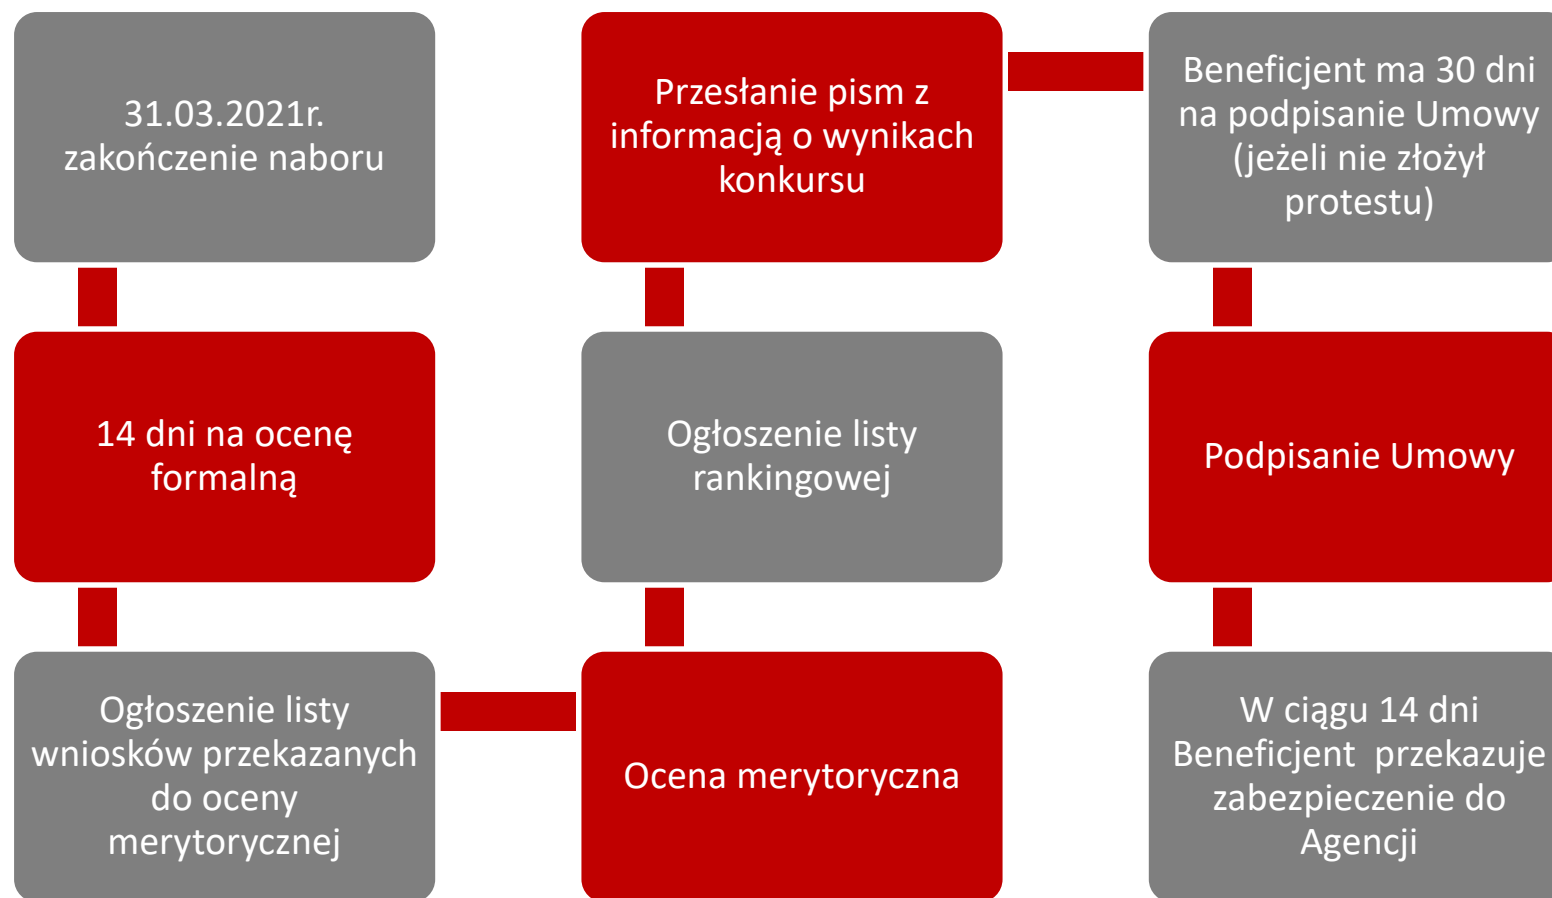 31.03.2021r.
zakończenie naboru
14 dni na ocenę
formalną
Ogłoszenie listy
wniosków przekazanych
do oceny
merytorycznej
Ocena merytoryczna
Ogłoszenie listy
rankingowej
Przesłanie pism z
informacją o wynikach
konkursu
Beneficjent ma 30 dni
na podpisanie Umowy
(jeżeli nie złożył
protestu)
Podpisanie Umowy
W ciągu 14 dni
Beneficjent  przekazuje
zabezpieczenie do
Agencji